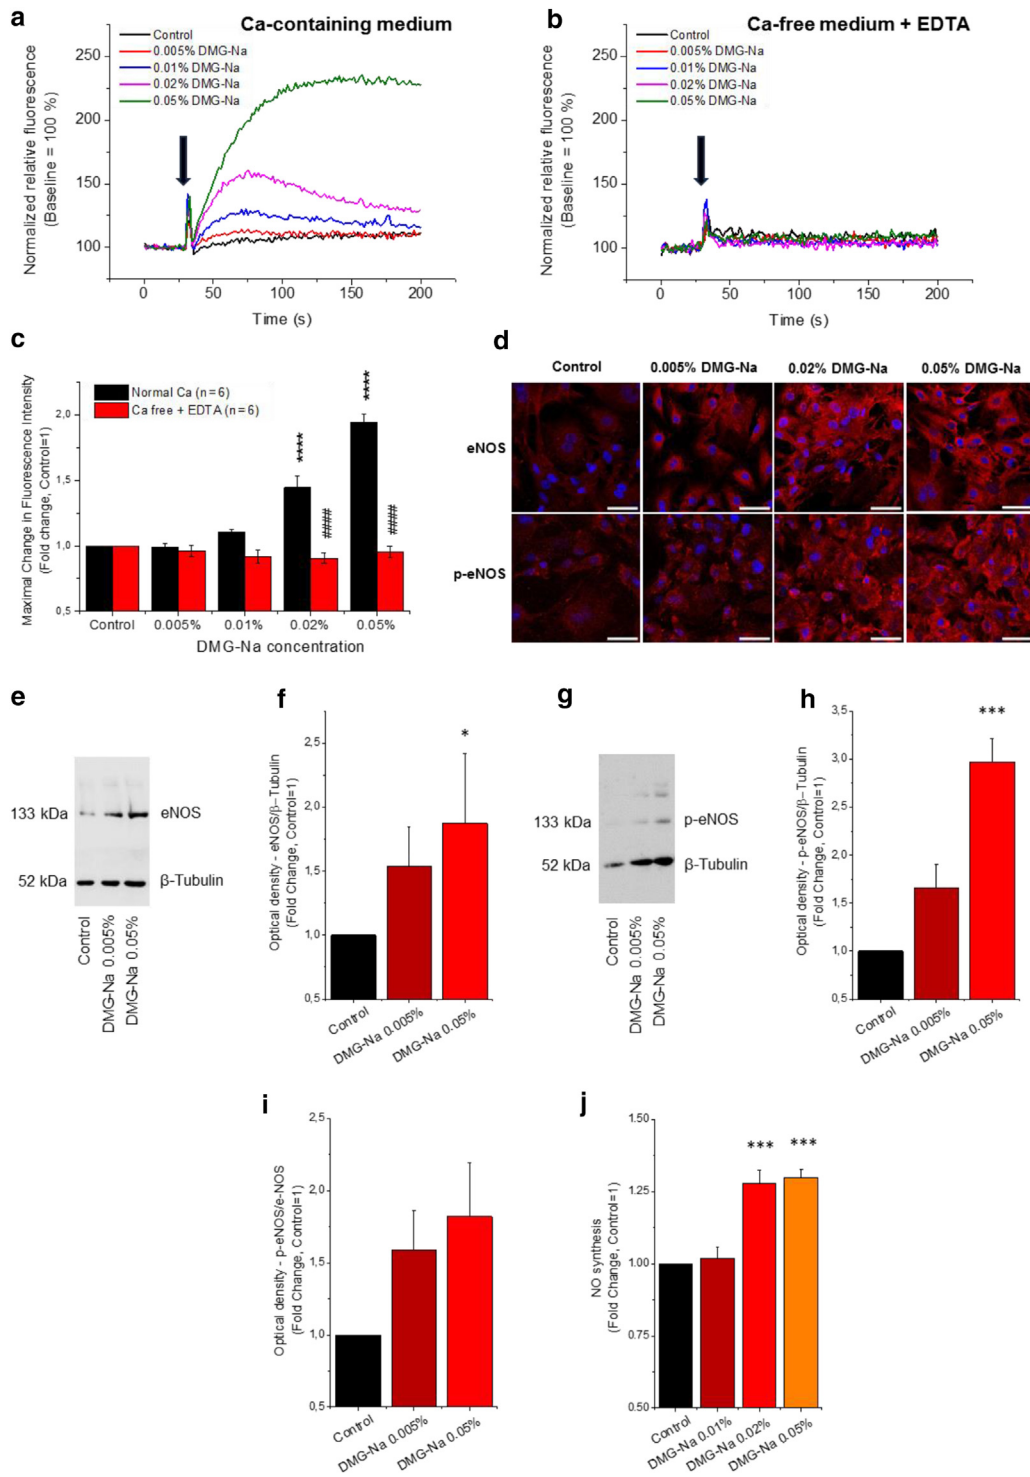 a
Ca-containing medium
Control
0.005% DMG-Na
0.01% DMG-Na
0.02% DMG-Na
0.05% DMG-Na
Normalized relative fluorescence
(Baseline = 100 %)
250
200
150
100
0
50
100
150
200
Time (s)
b
Ca-free medium + EDTA
Control
0.005% DMG-Na
0.01% DMG-Na
0.02% DMG-Na
0.05% DMG-Na
Normalized relative fluorescence
(Baseline = 100 %)
250
200
150
100
0
50
100
150
200
Time (s)
c
Normal Ca (n=6)
Ca free + EDTA (n=6)
Maximal Change in Fluorescence Intensity
(Fold change, Control=1)
2,0
1,5
1,0
0,5
****
####
****
####
Control
0.005%
0.01%
0.02%
0.05%
DMG-Na concentration
d
Control
0.005% DMG-Na
0.02% DMG-Na
0.05% DMG-Na
eNOS
p-eNOS
e
133 kDa
eNOS
52 kDa
β-Tubulin
Control
DMG-Na 0.005%
DMG-Na 0.05%
f
Optical density - eNOS/β–Tubulin
(Fold Change, Control=1)
2,5
2,0
1,5
1,0
0,5
*
Control
DMG-Na 0.005%
DMG-Na 0.05%
g
133 kDa
p-eNOS
52 kDa
β-Tubulin
Control
DMG-Na 0.005%
DMG-Na 0.05%
h
Optical density - p-eNOS/β–Tubulin
(Fold Change, Control=1)
3,5
3,0
2,5
2,0
1,5
1,0
0,5
***
Control
DMG-Na 0.005%
DMG-Na 0.05%
i
Optical density - p-eNOS/e-NOS
(Fold Change, Control=1)
2,5
2,0
1,5
1,0
0,5
Control
DMG-Na 0.005%
DMG-Na 0.05%
j
NO synthesis
(Fold Change, Control=1)
1.50
1.25
1.00
0.75
0.50
***
***
Control
DMG-Na 0.01%
DMG-Na 0.02%
DMG-Na 0.05%